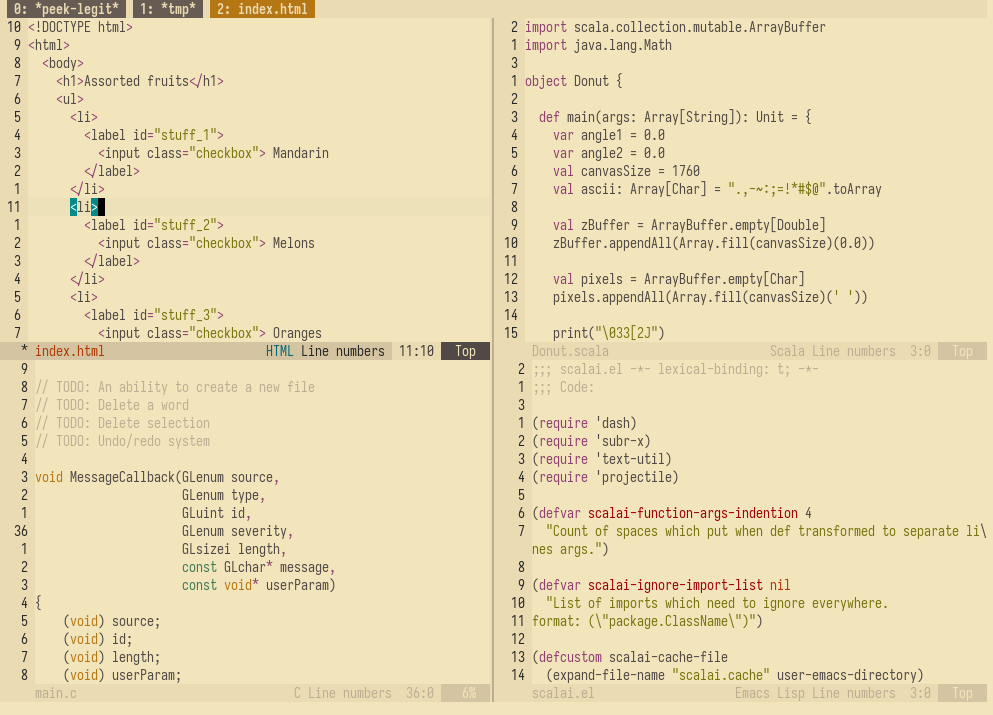 0: *peek-legit* 1: *tmp* 2: index.html
10 <!DOCTYPE html>
9 <html>
8   <body>
7     <h1>Assorted fruits</h1>
6     <ul>
5       <li>
4         <label id="stuff_1">
3           <input class="checkbox"> Mandarin
2         </label>
1       </li>
11       <li>
1         <label id="stuff_2">
2           <input class="checkbox"> Melons
3         </label>
4       </li>
5       <li>
6         <label id="stuff_3">
7           <input class="checkbox"> Oranges
* index.html HTML Line numbers 11:10 Top
2 import scala.collection.mutable.ArrayBuffer
1 import java.lang.Math
3
1 object Donut {
2
3   def main(args: Array[String]): Unit = {
4     var angle1 = 0.0
5     var angle2 = 0.0
6     val canvasSize = 1760
7     val ascii: Array[Char] = ".,-~:;=!*#$@".toArray
8
9     val zBuffer = ArrayBuffer.empty[Double]
10     zBuffer.appendAll(Array.fill(canvasSize)(0.0))
11
12     val pixels = ArrayBuffer.empty[Char]
13     pixels.appendAll(Array.fill(canvasSize)(' '))
14
15     print("\033[2J")
Donut.scala Scala Line numbers 3:0 Top
9
8 // TODO: An ability to create a new file
7 // TODO: Delete a word
6 // TODO: Delete selection
5 // TODO: Undo/redo system
4
3 void MessageCallback(GLenum source,
2                      GLenum type,
1                      GLuint id,
36                      GLenum severity,
1                      GLsizei length,
2                      const GLchar* message,
3                      const void* userParam)
4 {
5     (void) source;
6     (void) id;
7     (void) length;
8     (void) userParam;
main.c C Line numbers 36:0 6%
2 ;;; scalai.el -*- lexical-binding: t; -*-
1 ;;; Code:
3
1 (require 'dash)
2 (require 'subr-x)
3 (require 'text-util)
4 (require 'projectile)
5
6 (defvar scalai-function-args-indention 4
7   "Count of spaces which put when def transformed to separate li\
nes args.")
8
9 (defvar scalai-ignore-import-list nil
10   "List of imports which need to ignore everywhere.
11 format: (\"package.ClassName\")")
12
13 (defcustom scalai-cache-file
14   (expand-file-name "scalai.cache" user-emacs-directory)
scalai.el Emacs Lisp Line numbers 3:0 Top